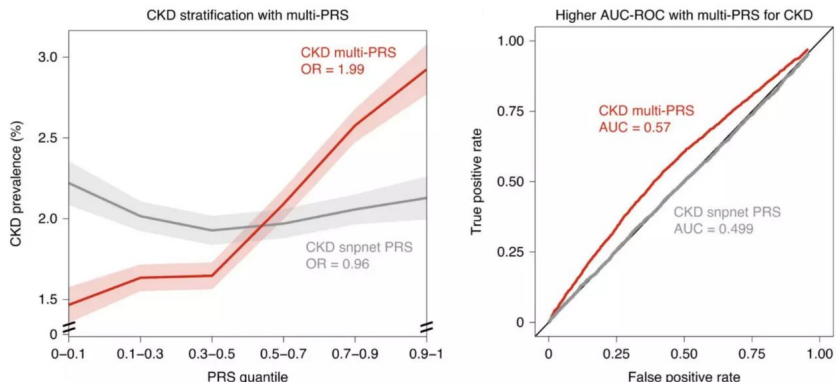 CKD stratification with multi-PRS
3.0
2.5
2.0
1.5
0
CKD prevalence (%)
CKD multi-PRS
OR = 1.99
CKD snpnet PRS
OR = 0.96
0–0.1
0.1–0.3
0.3–0.5
0.5–0.7
0.7–0.9
0.9–1
PRS quantile
Higher AUC-ROC with multi-PRS for CKD
1.00
0.75
0.50
0.25
0
True positive rate
CKD multi-PRS
AUC = 0.57
CKD snpnet PRS
AUC = 0.499
0
0.25
0.50
0.75
1.00
False positive rate